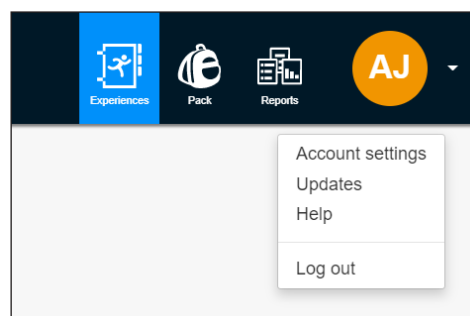 Experiences
Pack
Reports
AJ
Account settings
Updates
Help
Log out